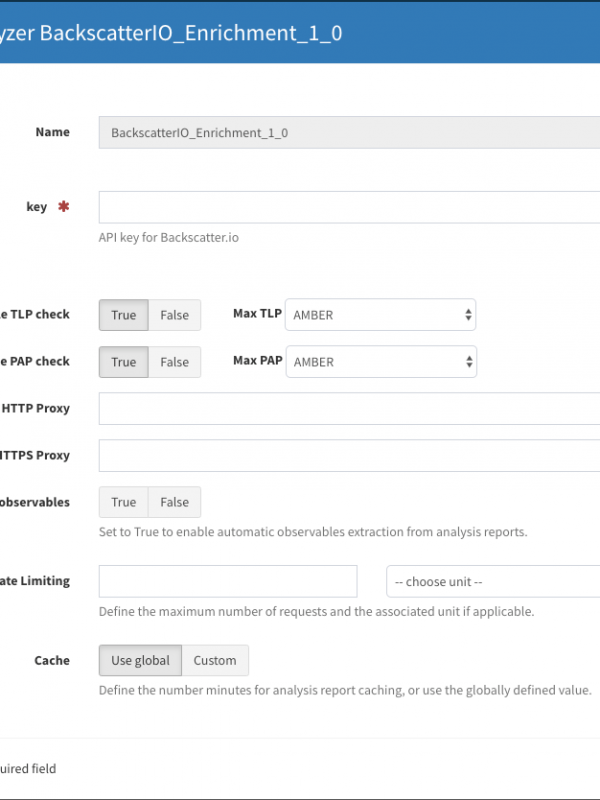 yzer BackscatterIO_Enrichment_1_0
Name BackscatterIO_Enrichment_1_0
key ✱
API key for Backscatter.io
e TLP check True False Max TLP AMBER
e PAP check True False Max PAP AMBER
HTTP Proxy
HTTPS Proxy
observables True False
Set to True to enable automatic observables extraction from analysis reports.
ate Limiting -- choose unit --
Define the maximum number of requests and the associated unit if applicable.
Cache Use global Custom
Define the number minutes for analysis report caching, or use the globally defined value.
uired field